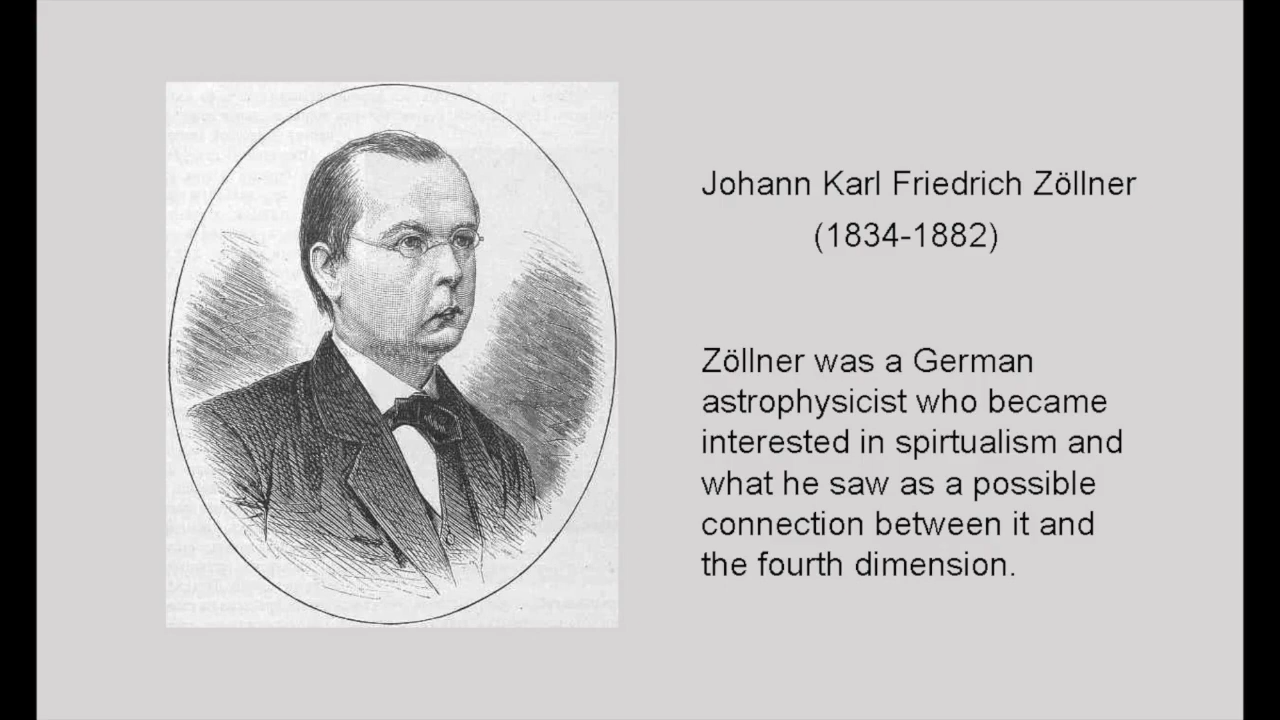 Johann Karl Friedrich Zöllner
(1834-1882)
Zöllner was a German
astrophysicist who became
interested in spirtualism and
what he saw as a possible
connection between it and
the fourth dimension.